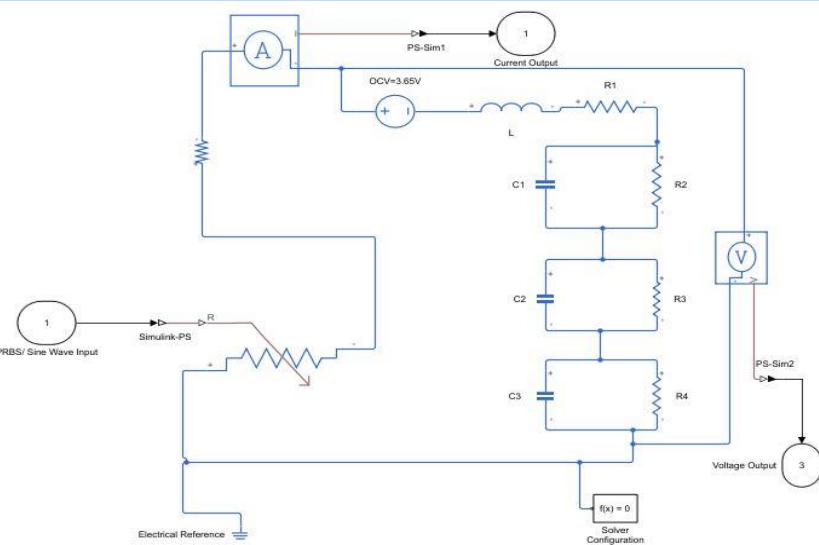 A
1
PS-Sim1
Current Output
OCV=3.65V
L
R1
C1
R2
C2
R3
C3
R4
V
V
1
PRBS/ Sine Wave Input
Simulink-PS
R
PS-Sim2
Voltage Output
3
f(x) = 0
Solver
Configuration
Electrical Reference